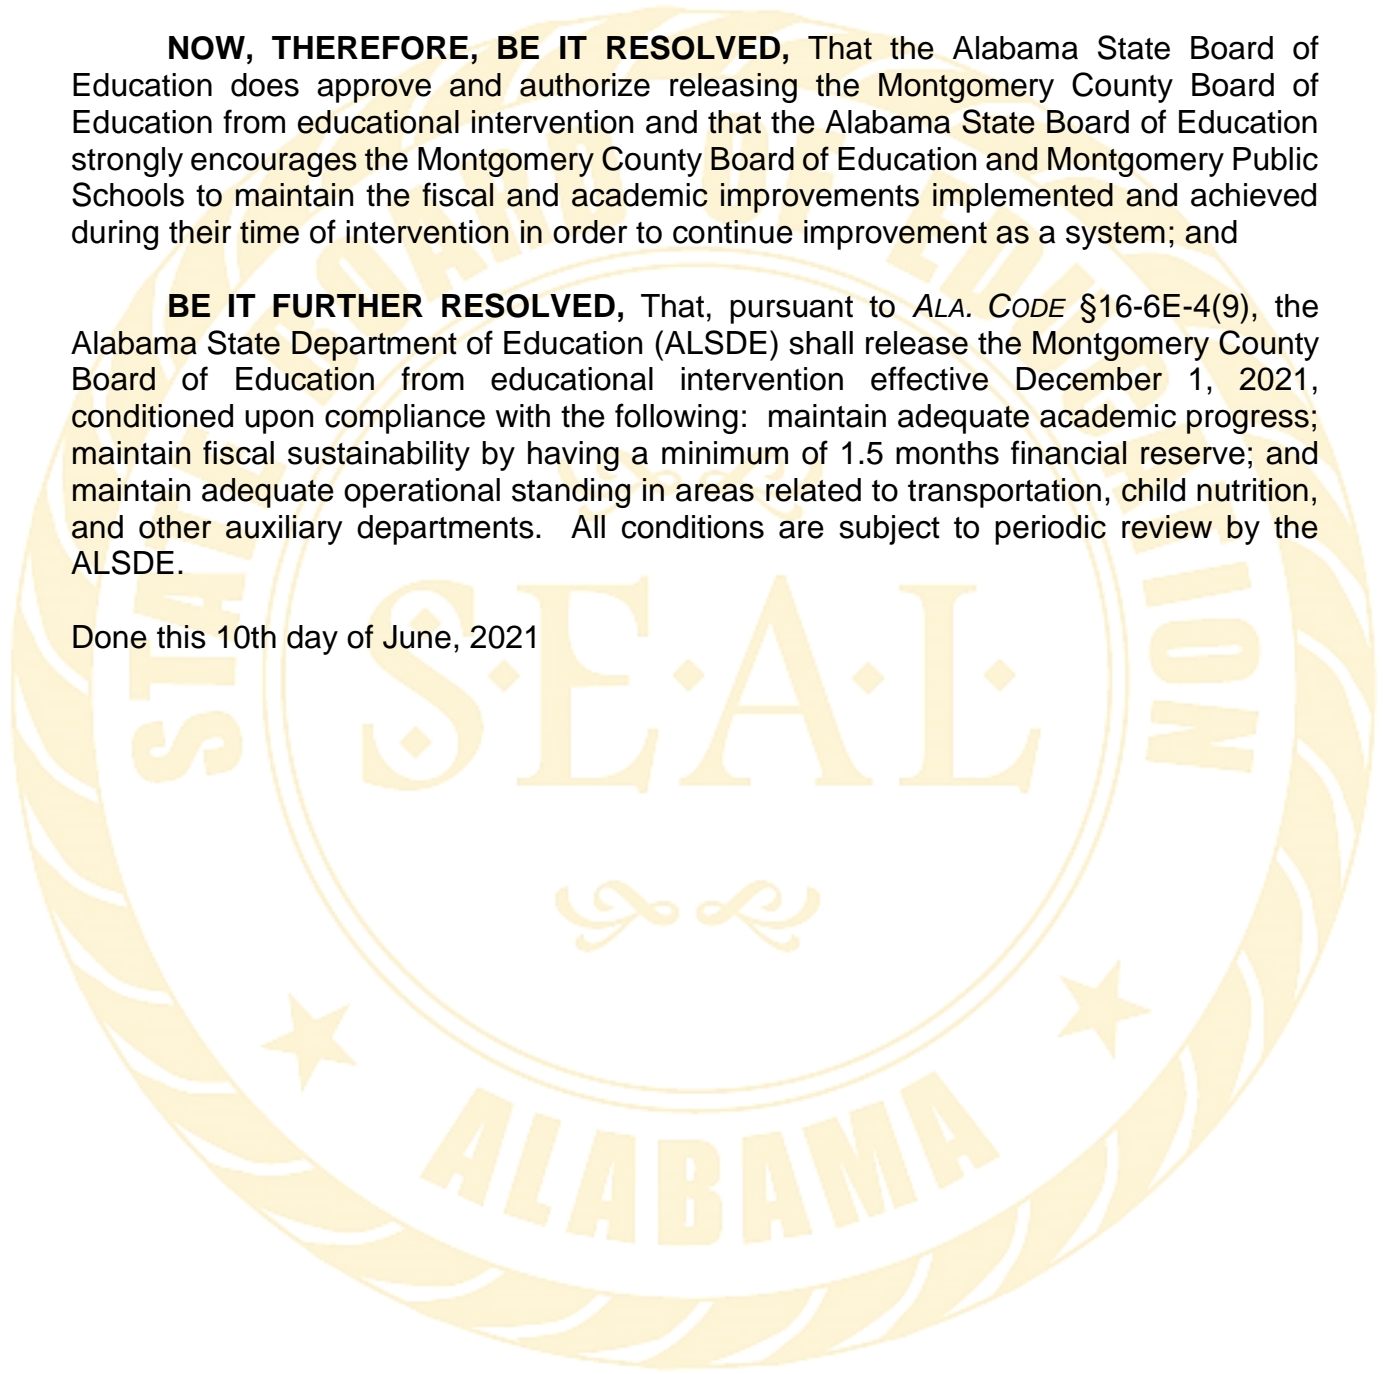 NOW, THEREFORE, BE IT RESOLVED, That the Alabama State Board of
Education does approve and authorize releasing the Montgomery County Board of
Education from educational intervention and that the Alabama State Board of Education
strongly encourages the Montgomery County Board of Education and Montgomery Public
Schools to maintain the fiscal and academic improvements implemented and achieved
during their time of intervention in order to continue improvement as a system; and
BE IT FURTHER RESOLVED, That, pursuant to ALA. CODE §16-6E-4(9), the
Alabama State Department of Education (ALSDE) shall release the Montgomery County
Board of Education from educational intervention effective December 1, 2021,
conditioned upon compliance with the following: maintain adequate academic progress;
maintain fiscal sustainability by having a minimum of 1.5 months financial reserve; and
maintain adequate operational standing in areas related to transportation, child nutrition,
and other auxiliary departments. All conditions are subject to periodic review by the
ALSDE.
Done this 10th day of June, 2021
STATE BOARD OF EDUCATION
S·E·A·L·
ALABAMA